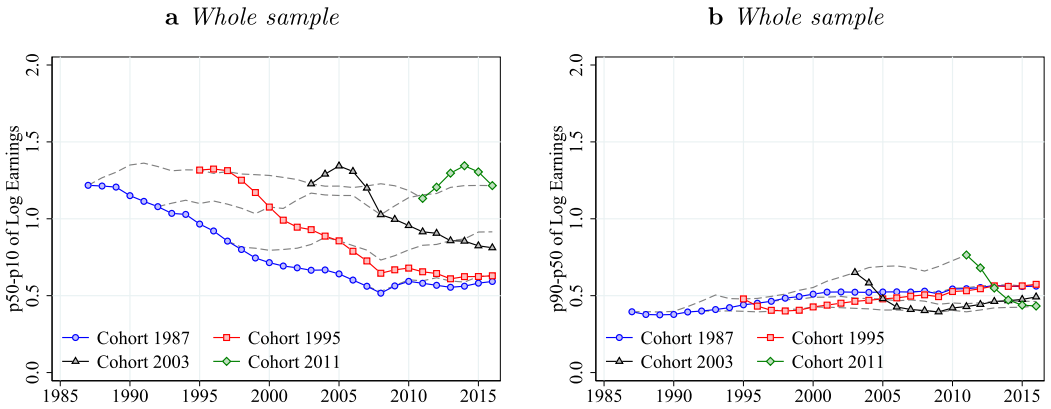 a Whole sample
p50-p10 of Log Earnings
2.0
1.5
1.0
0.5
0.0
Cohort 1987
Cohort 1995
Cohort 2003
Cohort 2011
1985 1990 1995 2000 2005 2010 2015
b Whole sample
p90-p50 of Log Earnings
2.0
1.5
1.0
0.5
0.0
Cohort 1987
Cohort 1995
Cohort 2003
Cohort 2011
1985 1990 1995 2000 2005 2010 2015